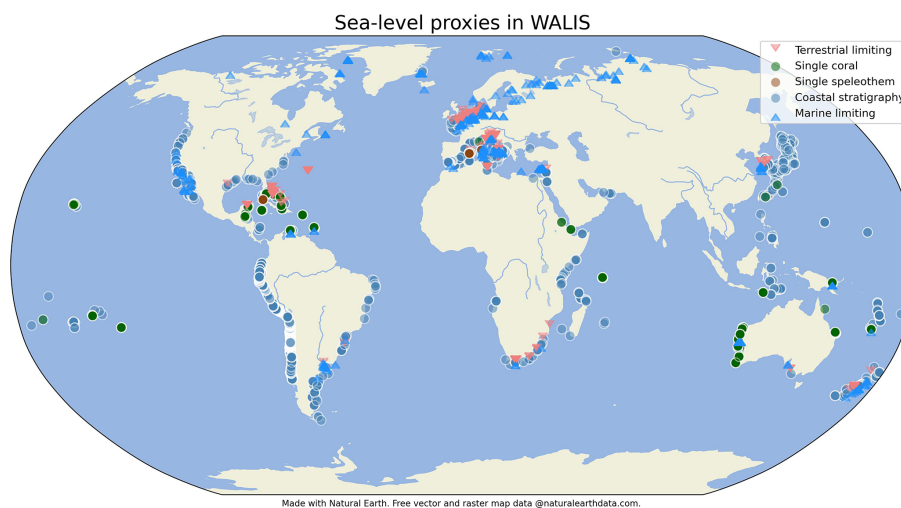 Sea-level proxies in WALIS
Terrestrial limiting
Single coral
Single speleothem
Coastal stratigraphy
Marine limiting
Made with Natural Earth. Free vector and raster map data @naturalearthdata.com.